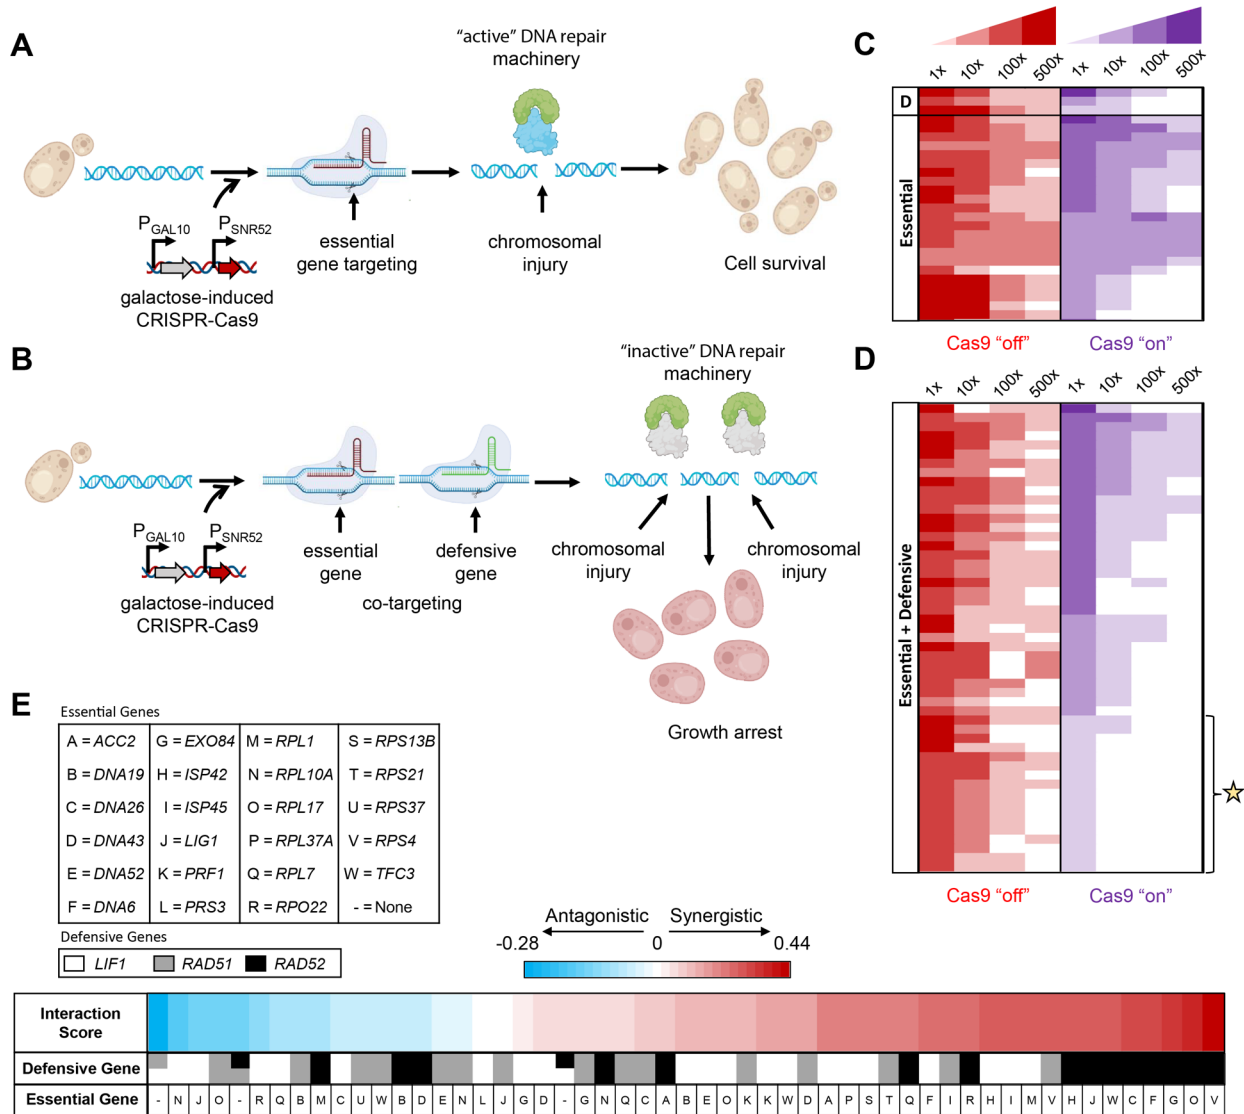 A
"active" DNA repair
machinery
P_GAL10
P_SNR52
galactose-induced
CRISPR-Cas9
essential
gene targeting
chromosomal
injury
Cell survival
B
"inactive" DNA repair
machinery
P_GAL10
P_SNR52
galactose-induced
CRISPR-Cas9
essential
gene
defensive
gene
co-targeting
chromosomal
injury
chromosomal
injury
Growth arrest
C
1x 10x 100x 500x 1x 10x 100x 500x
D
Essential
Cas9 "off" Cas9 "on"
D
1x 10x 100x 500x 1x 10x 100x 500x
Essential + Defensive
Cas9 "off" Cas9 "on"
E
Essential Genes
A = ACC2 G = EXO84 M = RPL1 S = RPS13B
B = DNA19 H = ISP42 N = RPL10A T = RPS21
C = DNA26 I = ISP45 O = RPL17 U = RPS37
D = DNA43 J = LIG1 P = RPL37A V = RPS4
E = DNA52 K = PRF1 Q = RPL7 W = TFC3
F = DNA6 L = PRS3 R = RPO22 - = None
Defensive Genes
LIF1 RAD51 RAD52
Antagonistic Synergistic
-0.28 0 0.44
Interaction
Score
Defensive Gene
Essential Gene - N J O - R Q B M C U W B D E N L J G D - G N Q C A B E O K K W D A P S T Q F I R H I M V H J W C F G O V